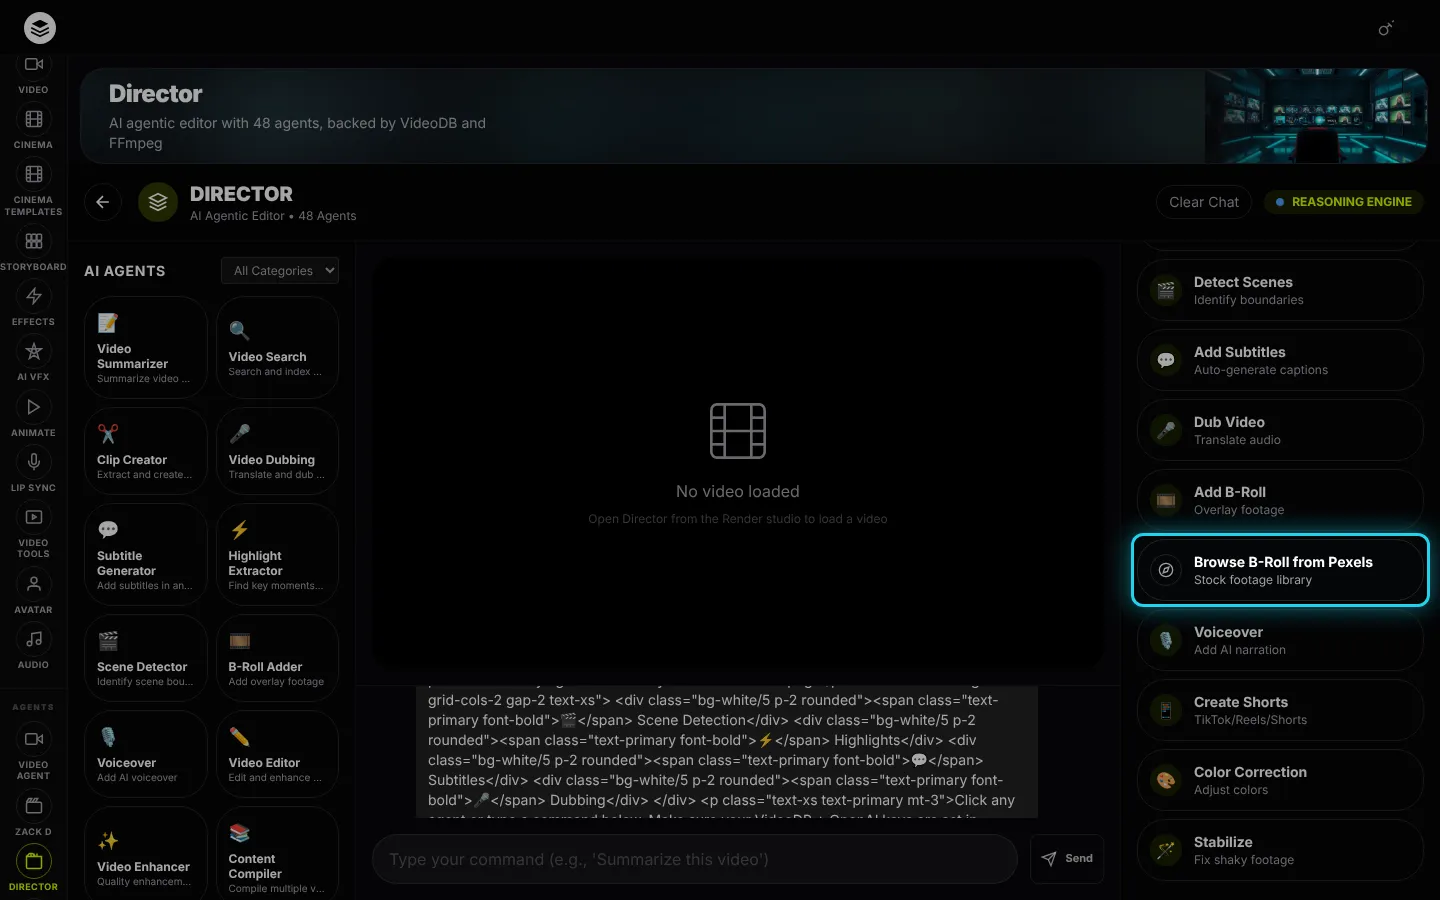 VIDEO
CINEMA
CINEMA
TEMPLATES
STORYBOARD
EFFECTS
AI VFX
ANIMATE
LIP SYNC
VIDEO
TOOLS
AVATAR
AUDIO
AGENTS
VIDEO
AGENT
ZACK D
DIRECTOR
Director
AI agentic editor with 48 agents, backed by VideoDB and
FFmpeg
DIRECTOR
AI Agentic Editor • 48 Agents
Clear Chat
REASONING ENGINE
AI AGENTS
All Categories
Video
Summarizer
Summarize video ...
Video Search
Search and index ...
Clip Creator
Extract and create...
Video Dubbing
Translate and dub ...
Subtitle
Generator
Add subtitles in an...
Highlight
Extractor
Find key moments...
Scene Detector
Identify scene bou...
B-Roll Adder
Add overlay footage
Voiceover
Add AI voiceover
Video Editor
Edit and enhance ...
Video Enhancer
Quality enhancem...
Content
Compiler
Compile multiple v...
No video loaded
Open Director from the Render studio to load a video
grid-cols-2 gap-2 text-xs"> <div class="bg-white/5 p-2 rounded"><span class="text-
primary font-bold">🎬</span> Scene Detection</div> <div class="bg-white/5 p-2
rounded"><span class="text-primary font-bold">⚡</span> Highlights</div> <div
class="bg-white/5 p-2 rounded"><span class="text-primary font-bold">💬</span>
Subtitles</div> <div class="bg-white/5 p-2 rounded"><span class="text-primary font-
bold">🎤</span> Dubbing</div> </div> <p class="text-xs text-primary mt-3">Click any
Type your command (e.g., 'Summarize this video')
Send
Detect Scenes
Identify boundaries
Add Subtitles
Auto-generate captions
Dub Video
Translate audio
Add B-Roll
Overlay footage
Browse B-Roll from Pexels
Stock footage library
Voiceover
Add AI narration
Create Shorts
TikTok/Reels/Shorts
Color Correction
Adjust colors
Stabilize
Fix shaky footage